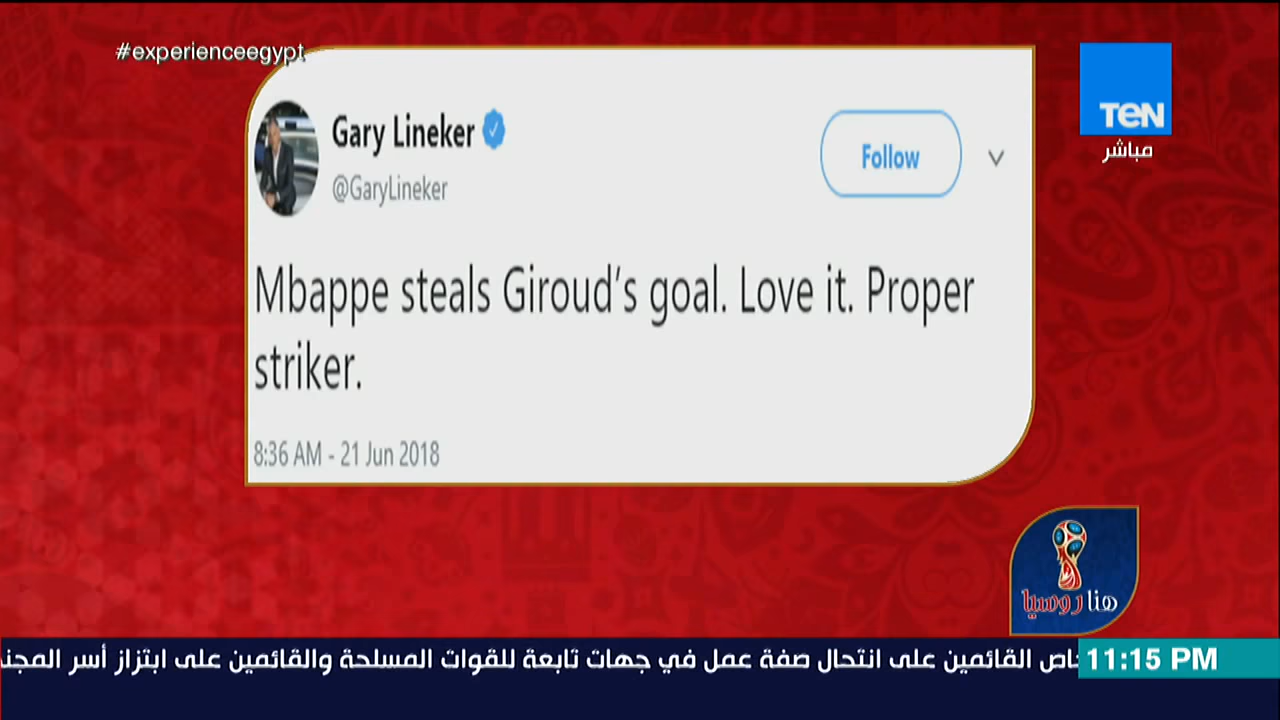 #experienceegypt
TEN
مباشر
Gary Lineker
@GaryLineker
Follow
Mbappe steals Giroud's goal. Love it. Proper
striker.
8:36 AM - 21 Jun 2018
هنا روسيا
القائمين على انتحال صفة عمل في جهات تابعة للقوات المسلحة والقائمين على ابتزاز أسر
11:15 PM